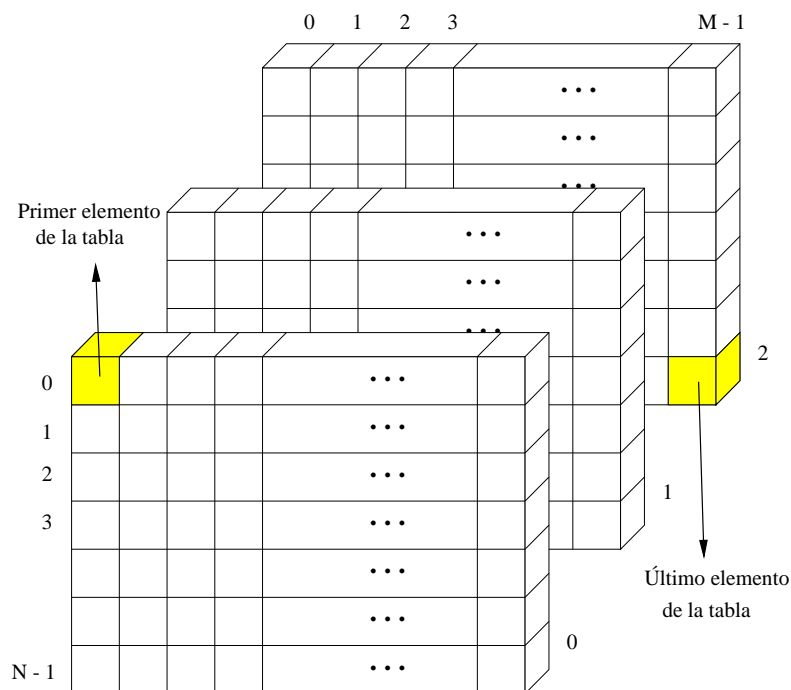 0 1 2 3 M - 1
Primer elemento
de la tabla
0
1
2
3
N - 1
2
1
0
Último elemento
de la tabla